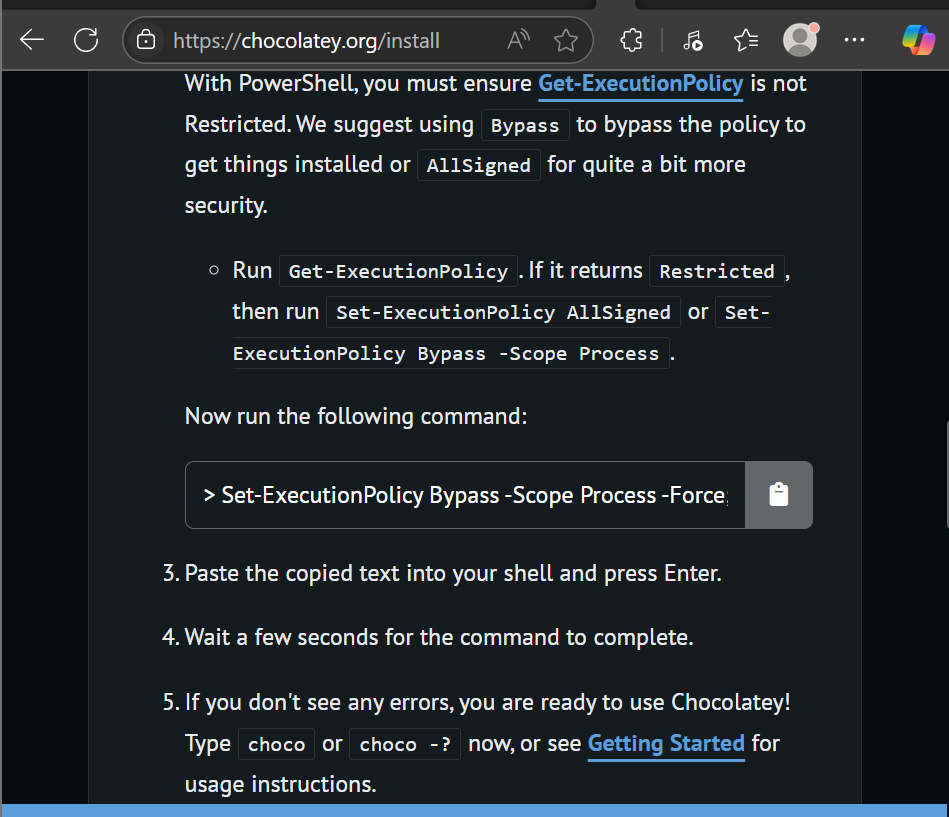 https://chocolatey.org/install
With PowerShell, you must ensure Get-ExecutionPolicy is not
Restricted. We suggest using Bypass to bypass the policy to
get things installed or AllSigned for quite a bit more
security.
Run Get-ExecutionPolicy. If it returns Restricted,
then run Set-ExecutionPolicy AllSigned or Set-
ExecutionPolicy Bypass -Scope Process.
Now run the following command:
> Set-ExecutionPolicy Bypass -Scope Process -Force;
3. Paste the copied text into your shell and press Enter.
4. Wait a few seconds for the command to complete.
5. If you don't see any errors, you are ready to use Chocolatey!
Type choco or choco -? now, or see Getting Started for
usage instructions.